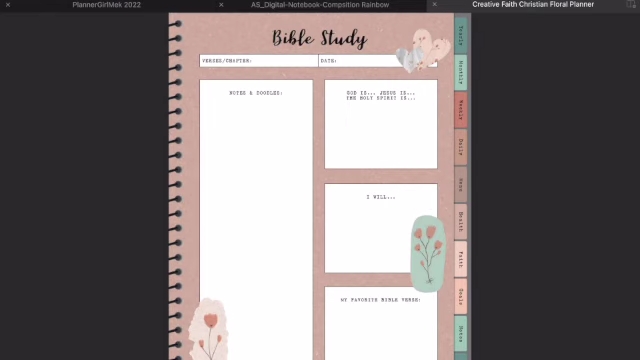 PlannerGirlMek 2022
AS_Digital-Notebook-Compsition Rainbow
Creative Faith Christian Floral Planner
Bible Study
VERSES/CHAPTER:
DATE:
NOTES & DOODLES:
GOD IS... JESUS IS...
THE HOLY SPIRIT IS...
I WILL...
MY FAVORITE BIBLE VERSE:
Yearly
Monthly
Weekly
Daily
Health
Faith
Goals
Notes